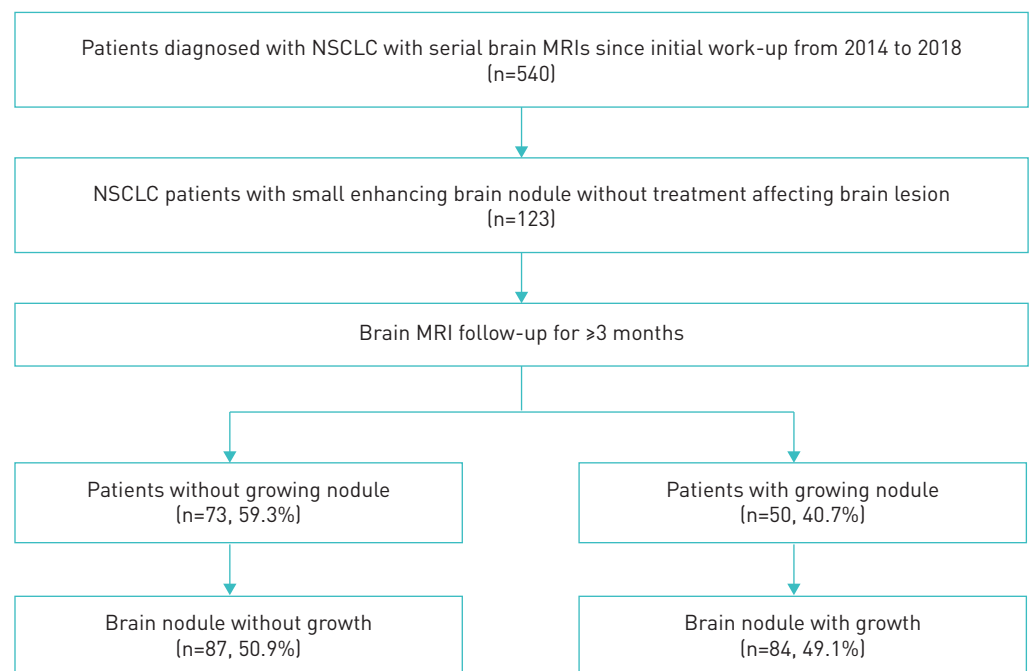 Patients diagnosed with NSCLC with serial brain MRIs since initial work-up from 2014 to 2018
(n=540)
NSCLC patients with small enhancing brain nodule without treatment affecting brain lesion
(n=123)
Brain MRI follow-up for ⩾3 months
Patients without growing nodule
(n=73, 59.3%)
Patients with growing nodule
(n=50, 40.7%)
Brain nodule without growth
(n=87, 50.9%)
Brain nodule with growth
(n=84, 49.1%)